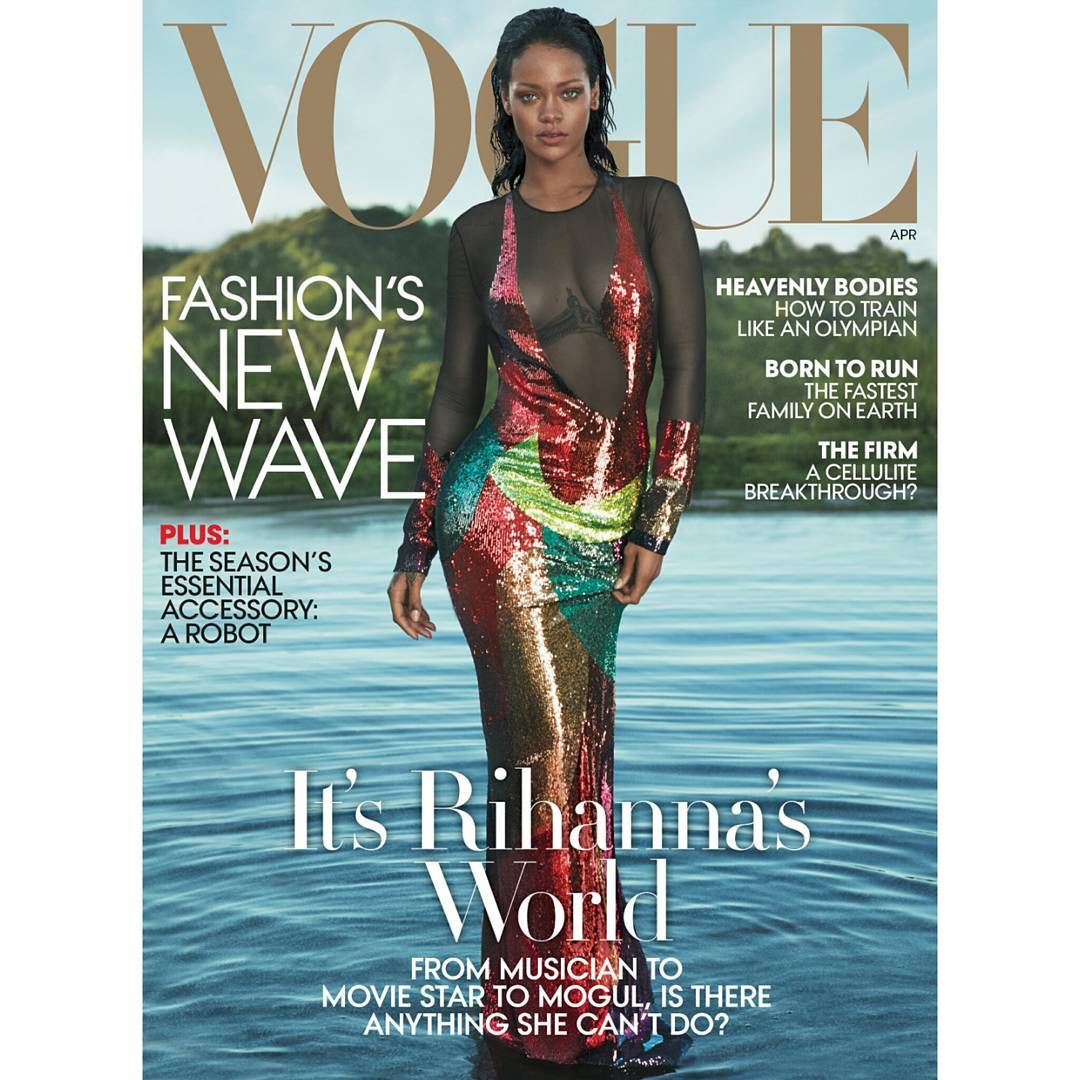 VOGUE
APR
FASHION'S
NEW
WAVE
PLUS:
THE SEASON'S
ESSENTIAL
ACCESSORY:
A ROBOT
HEAVENLY BODIES
HOW TO TRAIN
LIKE AN OLYMPIAN
BORN TO RUN
THE FASTEST
FAMILY ON EARTH
THE FIRM
A CELLULITE
BREAKTHROUGH?
It's Rihanna's
World
FROM MUSICIAN TO
MOVIE STAR TO MOGUL, IS THERE
ANYTHING SHE CAN'T DO?